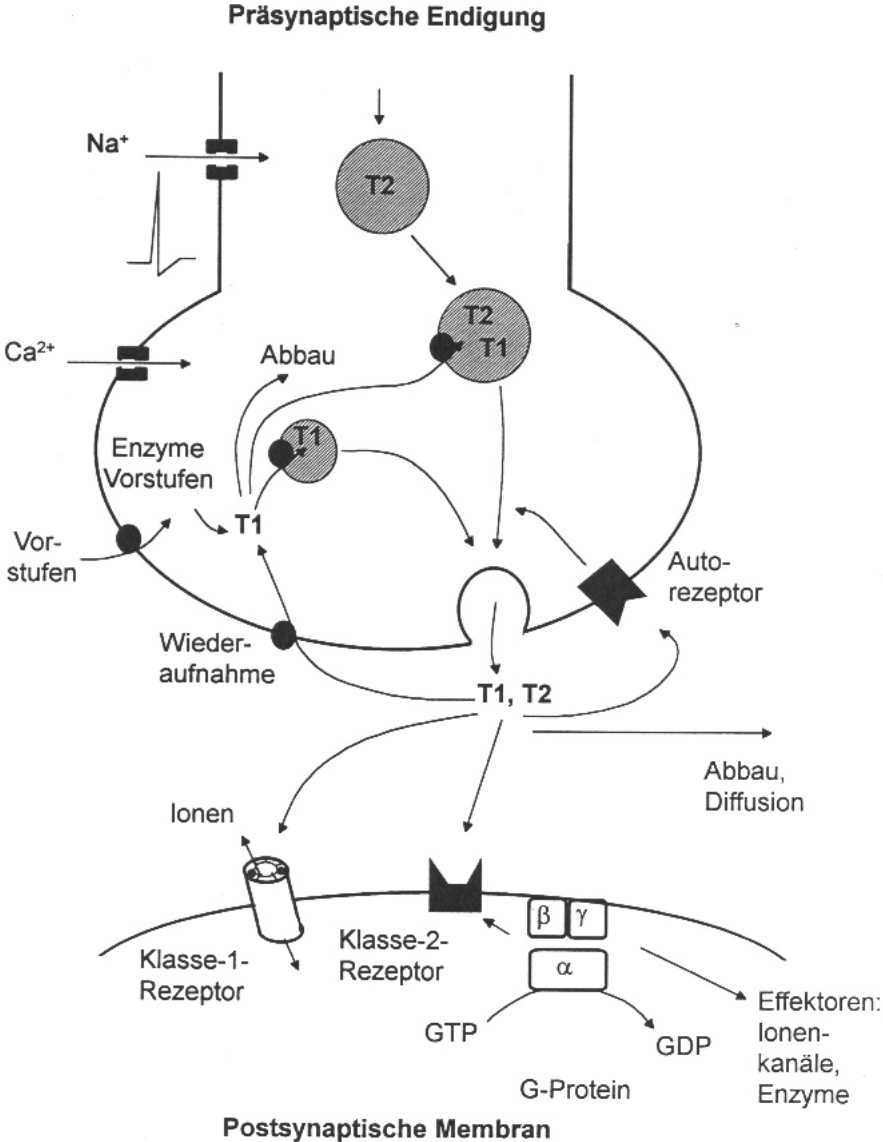 Präsynaptische Endigung
Na⁺
T2
T2
T1
Ca²⁺
Abbau
T1
Enzyme
Vorstufen
T1
Vor-
stufen
Auto-
rezeptor
Wieder-
aufnahme
T1, T2
Abbau,
Diffusion
Ionen
Klasse-1-
Rezeptor
Klasse-2-
Rezeptor
β γ
α
GTP
GDP
G-Protein
Effektoren:
Ionen-
kanäle,
Enzyme
Postsynaptische Membran